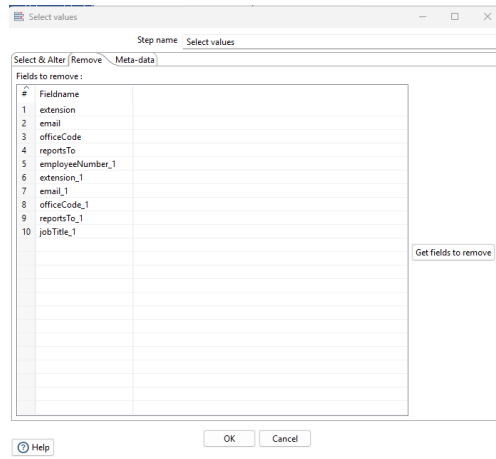 Select values
Step name Select values
Select & Alter Remove Meta-data
Fields to remove :
# Fieldname
1 extension
2 email
3 officeCode
4 reportsTo
5 employeeNumber_1
6 extension_1
7 email_1
8 officeCode_1
9 reportsTo_1
10 jobTitle_1
Get fields to remove
Help OK Cancel